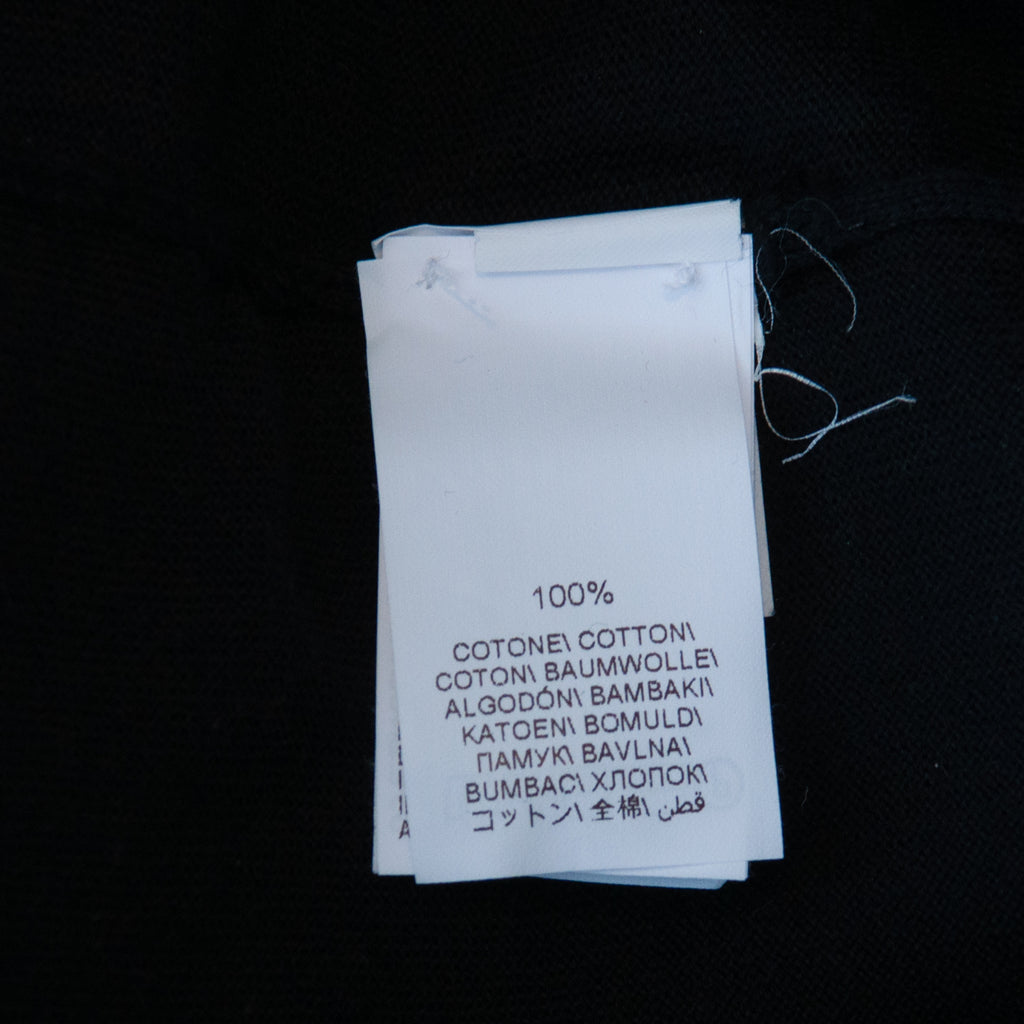 100%
COTONE\ COTTON\
COTON\ BAUMWOLLE\
ALGODÓN\ BAMBAKI\
KATOEN\ BOMULD\
ПАМУК\ BAVLNA\
BUMBAC\ ХЛОПОК\
コットン\ 全棉\ قطن